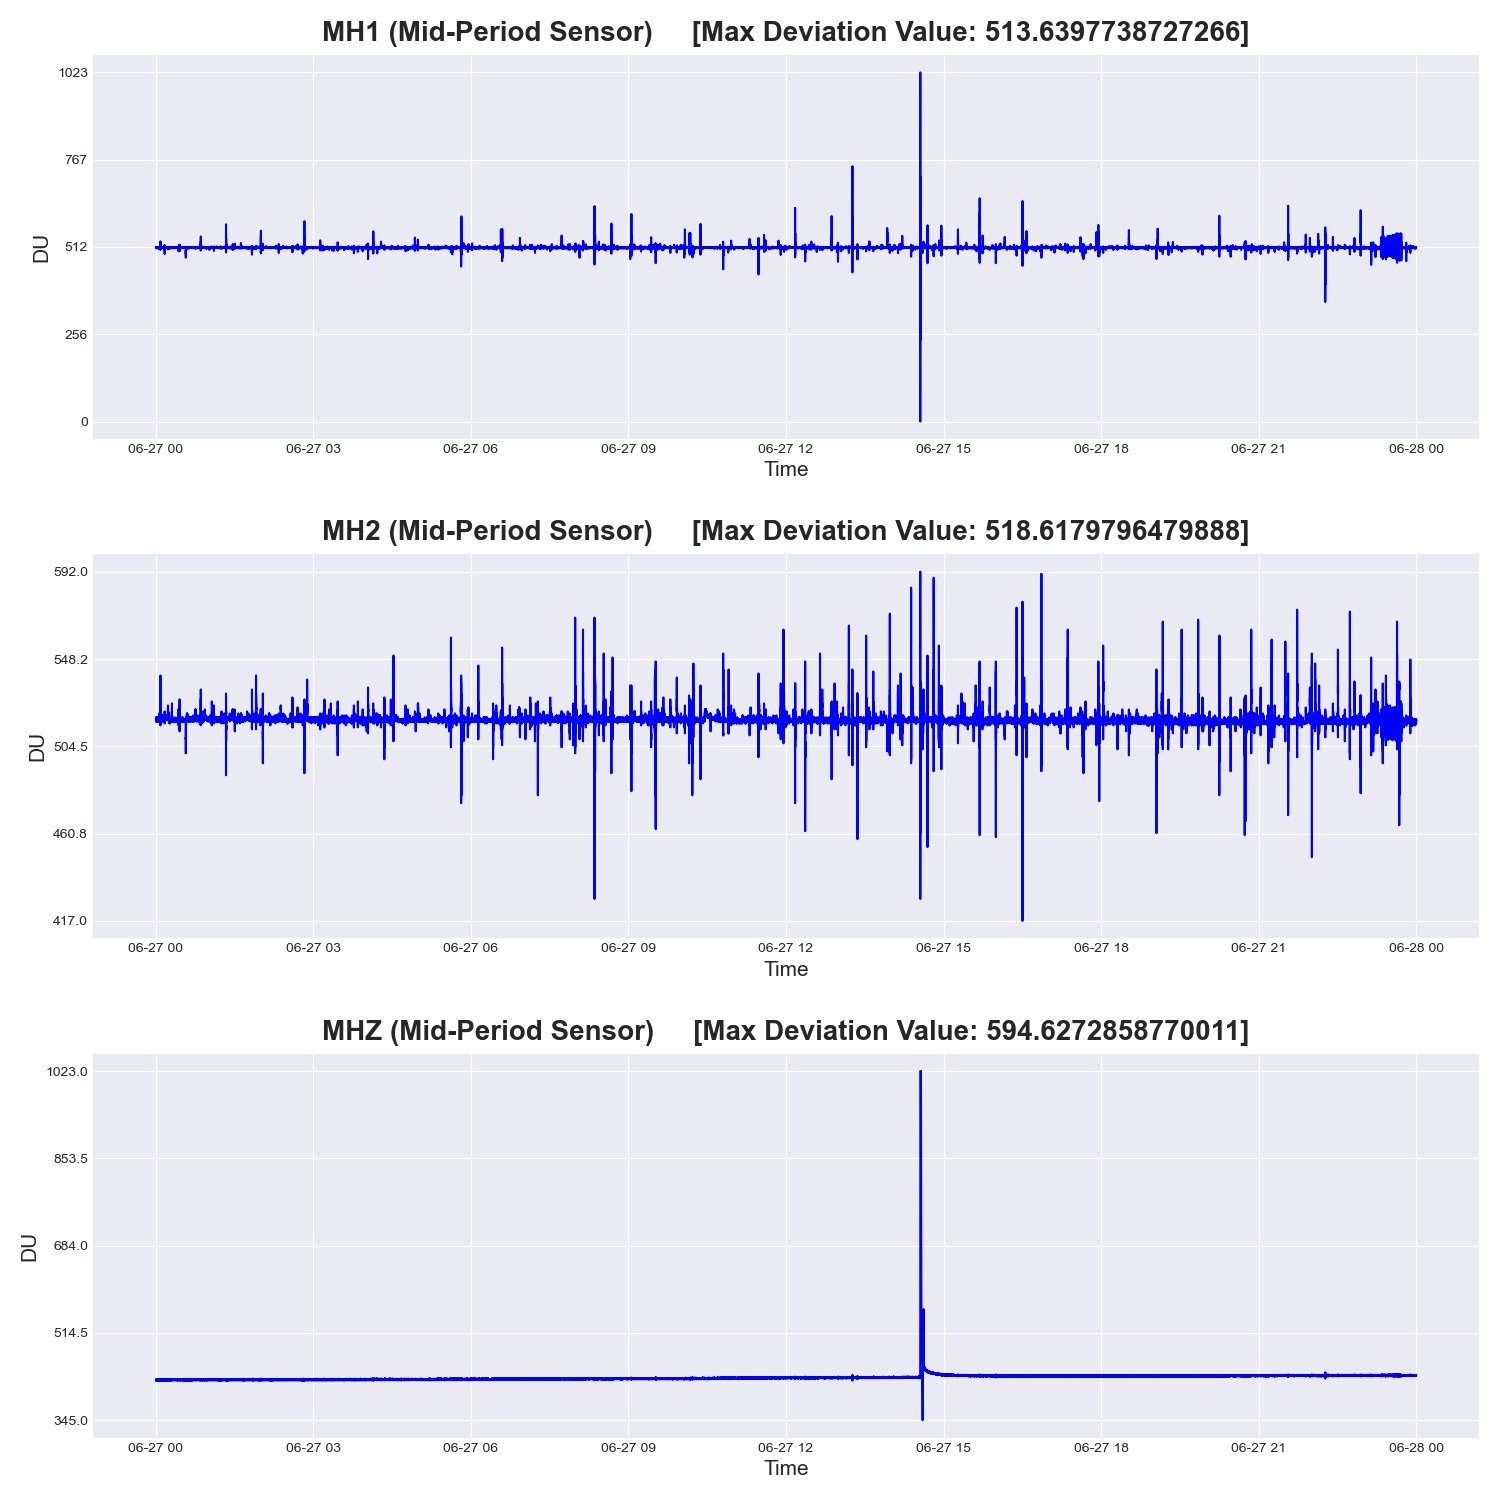 MH1 (Mid-Period Sensor) [Max Deviation Value: 513.6397738727266]
1023
767
512
256
0
DU
06-27 00 06-27 03 06-27 06 06-27 09 06-27 12 06-27 15 06-27 18 06-27 21 06-28 00
Time
MH2 (Mid-Period Sensor) [Max Deviation Value: 518.6179796479888]
592.0
548.2
504.5
460.8
417.0
DU
06-27 00 06-27 03 06-27 06 06-27 09 06-27 12 06-27 15 06-27 18 06-27 21 06-28 00
Time
MHZ (Mid-Period Sensor) [Max Deviation Value: 594.6272858770011]
1023.0
853.5
684.0
514.5
345.0
DU
06-27 00 06-27 03 06-27 06 06-27 09 06-27 12 06-27 15 06-27 18 06-27 21 06-28 00
Time